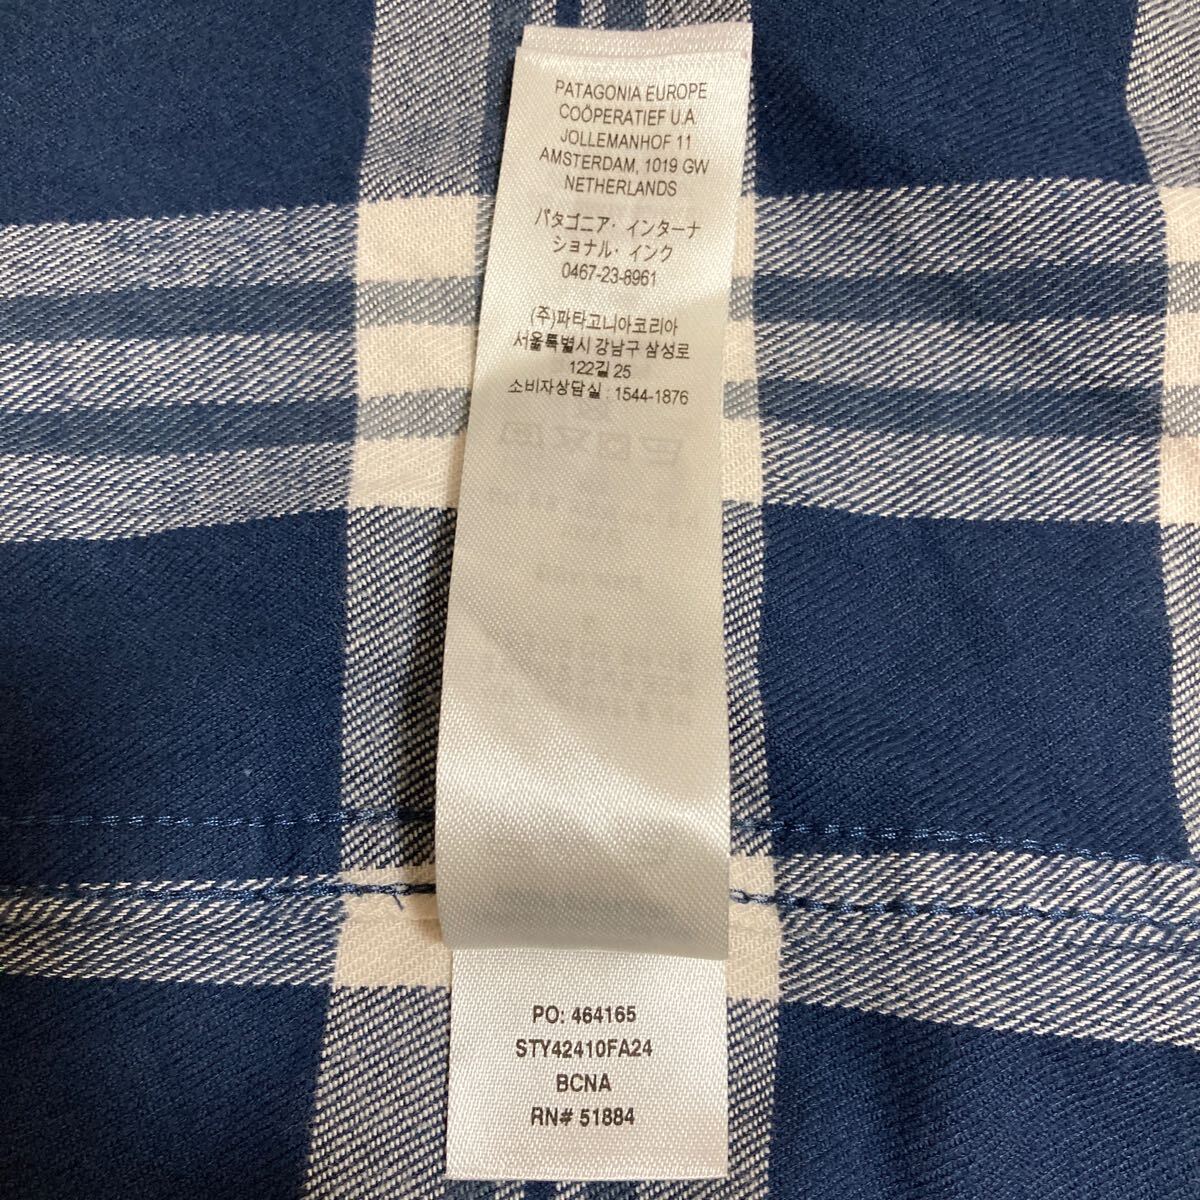 PATAGONIA EUROPE
COÖPERATIEF U.A.
JOLLEMANHOF 11
AMSTERDAM, 1019 GW
NETHERLANDS
パタゴニア・インターナ
ショナル・インク
0467-23-8961
(주)파타고니아코리아
서울특별시 강남구 삼성로
122길 25
소비자상담실 : 1544-1876
PO: 464165
STY42410FA24
BCNA
RN# 51884